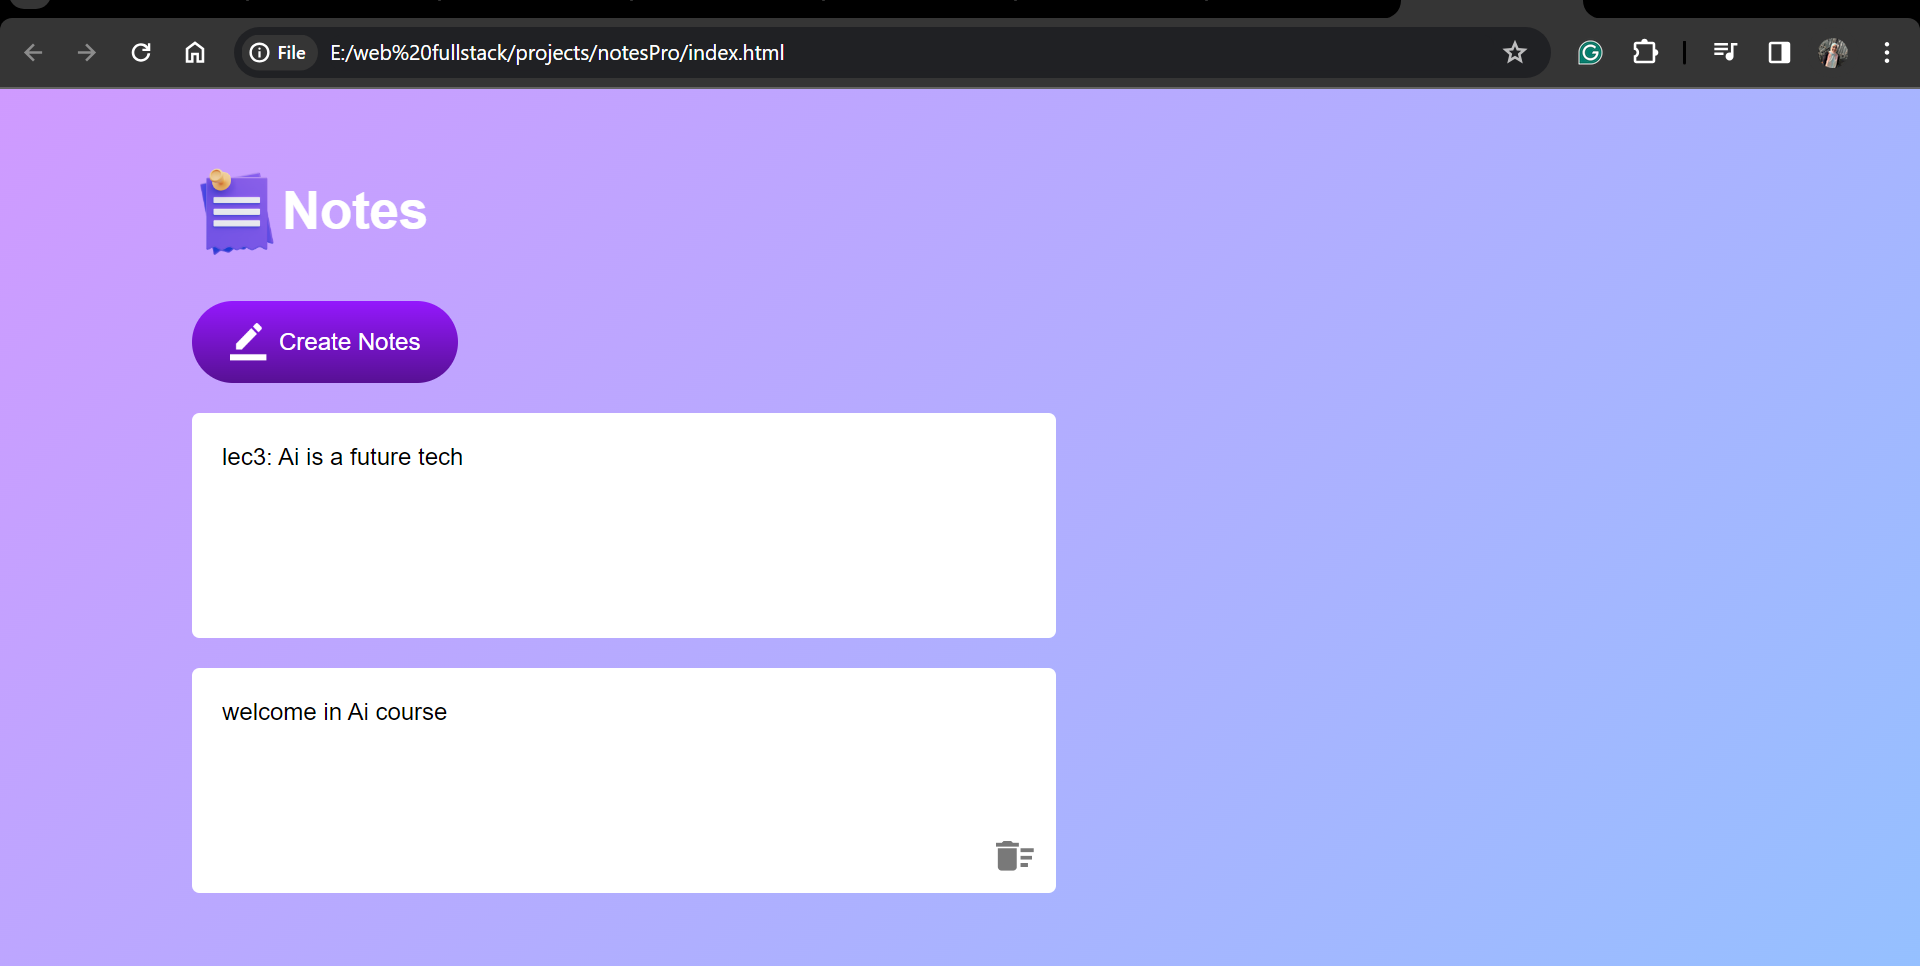 File E:/web%20fullstack/projects/notesPro/index.html
Notes
Create Notes
lec3: Ai is a future tech
welcome in Ai course